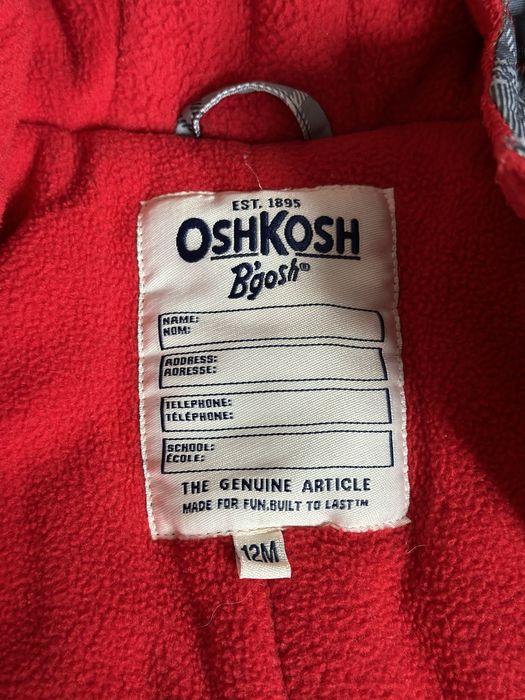 EST. 1895
OSHKOSH
B'gosh®
NAME:
NOM:
ADDRESS:
ADRESSE:
TELEPHONE:
TÉLÉPHONE:
SCHOOL:
ÉCOLE:
THE GENUINE ARTICLE
MADE FOR FUN.BUILT TO LAST™
12M